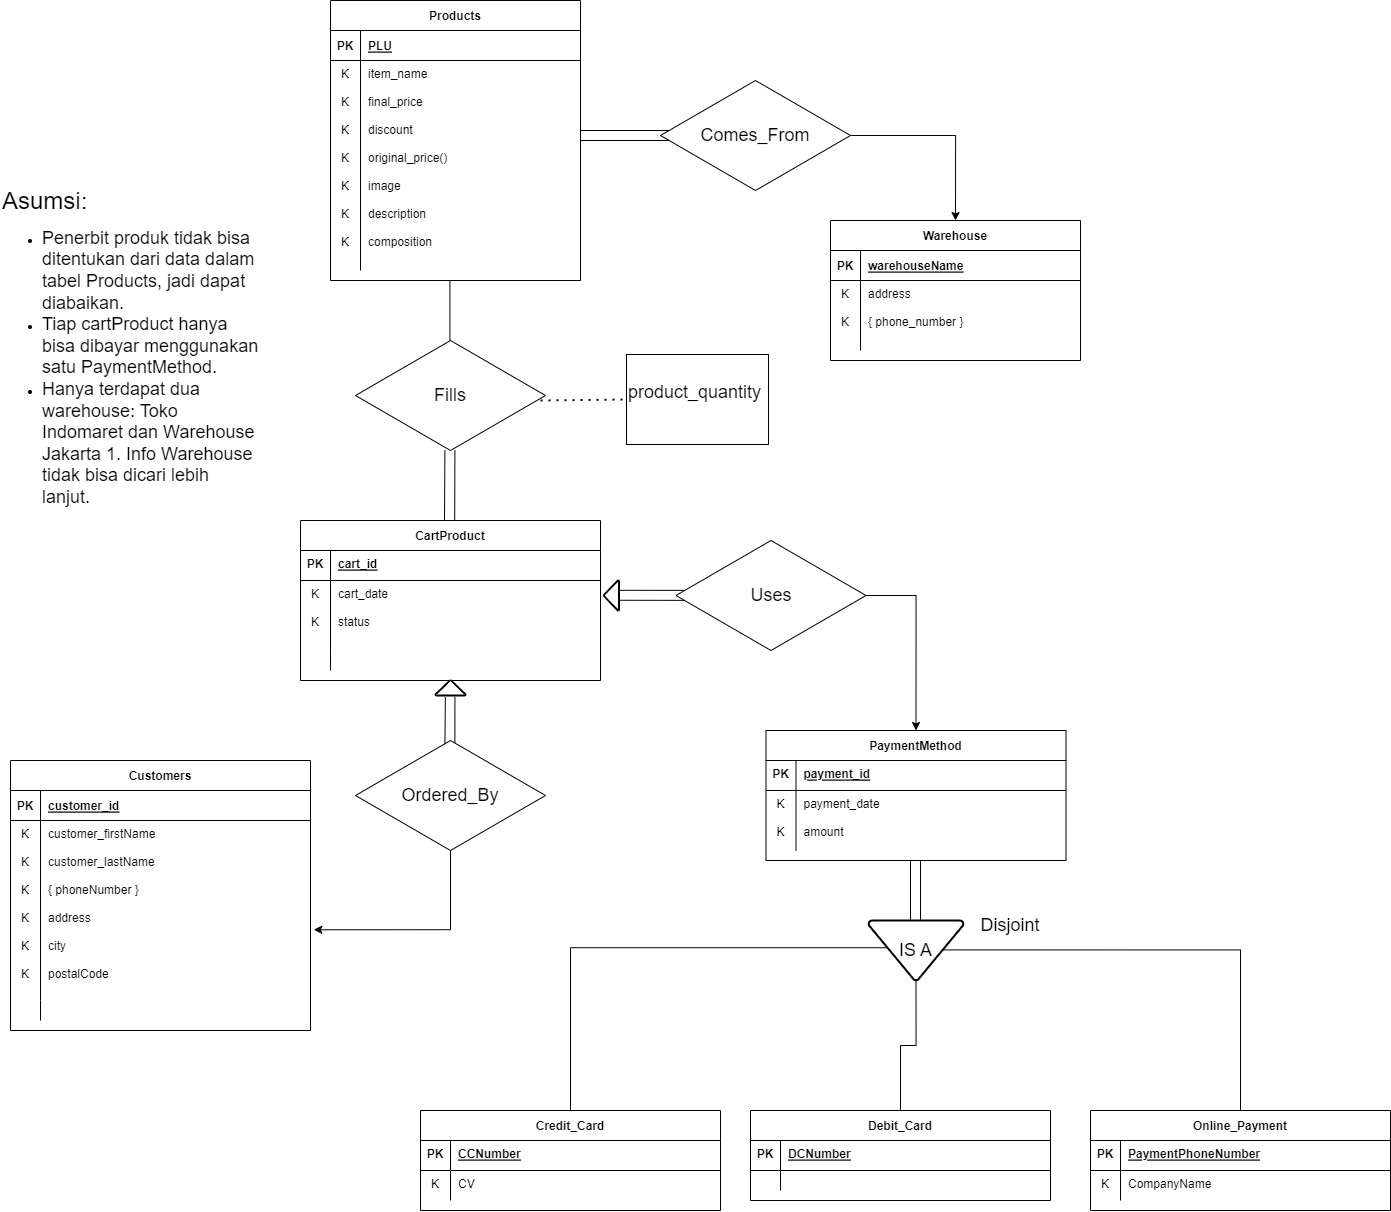 Products
PK PLU
K item_name
K final_price
K discount
K original_price()
K image
K description
K composition
Comes_From
Warehouse
PK warehouseName
K address
K { phone_number }
Asumsi:
• Penerbit produk tidak bisa
ditentukan dari data dalam
tabel Products, jadi dapat
diabaikan.
• Tiap cartProduct hanya
bisa dibayar menggunakan
satu PaymentMethod.
• Hanya terdapat dua
warehouse: Toko
Indomaret dan Warehouse
Jakarta 1. Info Warehouse
tidak bisa dicari lebih
lanjut.
Fills
product_quantity
CartProduct
PK cart_id
K cart_date
K status
Uses
Ordered_By
PaymentMethod
PK payment_id
K payment_date
K amount
Customers
PK customer_id
K customer_firstName
K customer_lastName
K { phoneNumber }
K address
K city
K postalCode
IS A
Disjoint
Credit_Card
PK CCNumber
K CV
Debit_Card
PK DCNumber
Online_Payment
PK PaymentPhoneNumber
K CompanyName